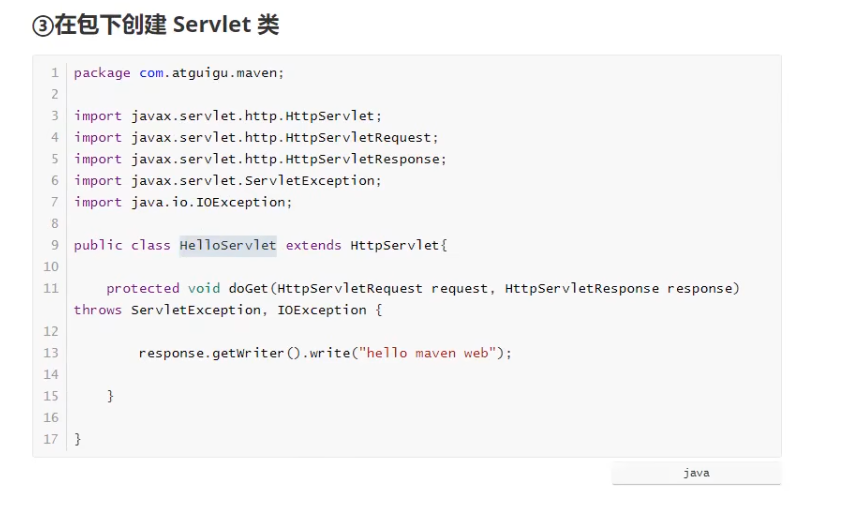 ③在包下创建 Servlet 类
1 package com.atguigu.maven;
2
3 import javax.servlet.http.HttpServlet;
4 import javax.servlet.http.HttpServletRequest;
5 import javax.servlet.http.HttpServletResponse;
6 import javax.servlet.ServletException;
7 import java.io.IOException;
8
9 public class HelloServlet extends HttpServlet{
10
11     protected void doGet(HttpServletRequest request, HttpServletResponse response)
throws ServletException, IOException {
12
13         response.getWriter().write("hello maven web");
14
15     }
16
17 }
java